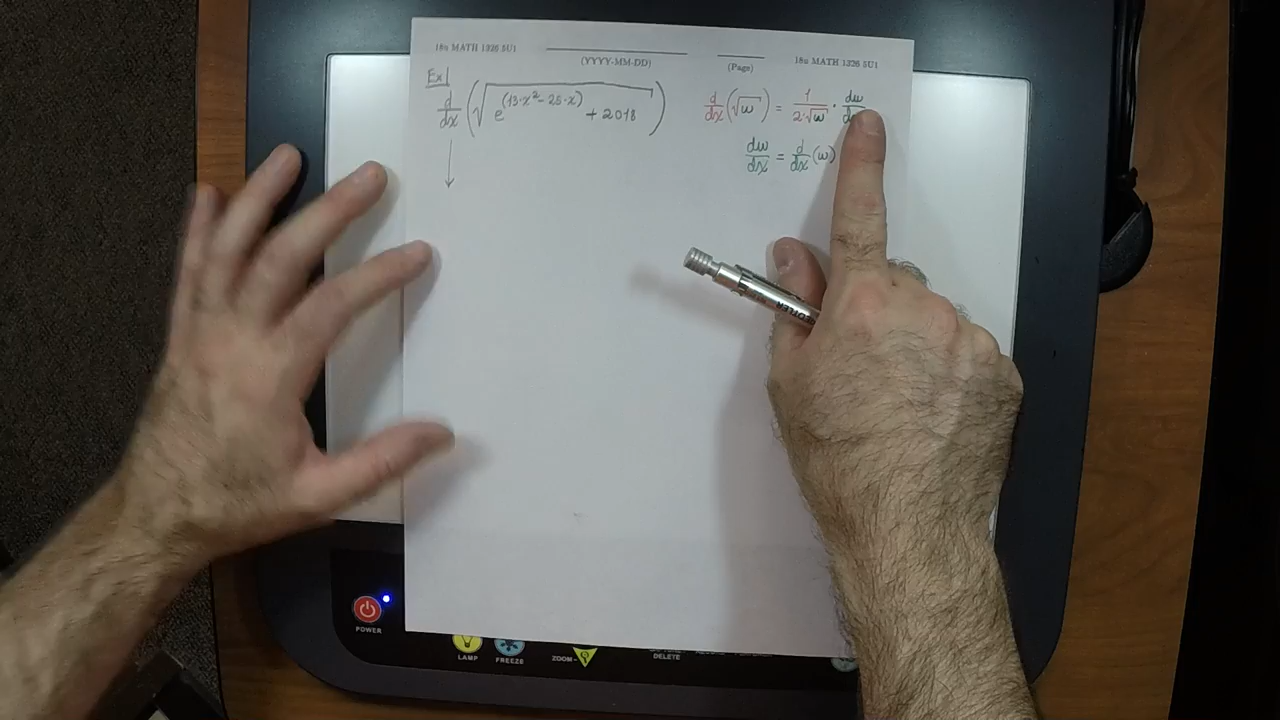 18u MATH 1326 5U1
(YYYY-MM-DD)
(Page)
18u MATH 1326 5U1
Ex1
d/dx (√(e^(13·x²-25·x) + 2018))
d/dx (√w) = 1/(2·√w) · dw/
dw/dx = d/dx (w)
POWER
LAMP
FREEZE
ZOOM
DELETE